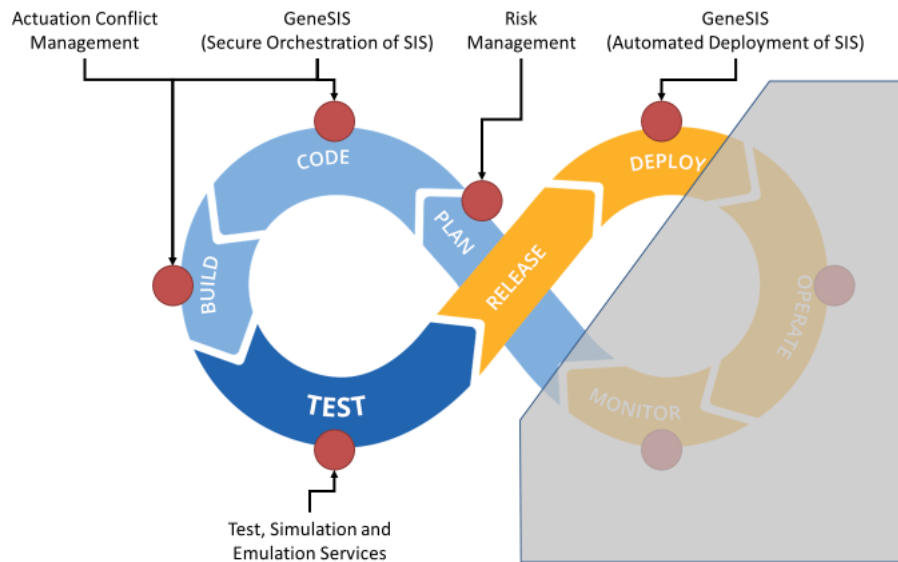 Actuation Conflict
Management
GeneSIS
(Secure Orchestration of SIS)
Risk
Management
GeneSIS
(Automated Deployment of SIS)
CODE
DEPLOY
PLAN
BUILD
RELEASE
OPERATE
TEST
MONITOR
Test, Simulation and
Emulation Services